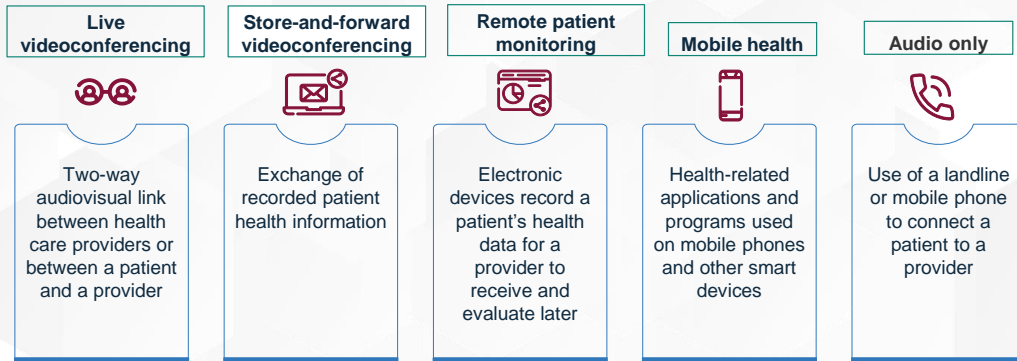 Live
videoconferencing
Two-way
audiovisual link
between health
care providers or
between a patient
and a provider
Store-and-forward
videoconferencing
Exchange of
recorded patient
health information
Remote patient
monitoring
Electronic
devices record a
patient’s health
data for a
provider to
receive and
evaluate later
Mobile health
Health-related
applications and
programs used
on mobile phones
and other smart
devices
Audio only
Use of a landline
or mobile phone
to connect a
patient to a
provider